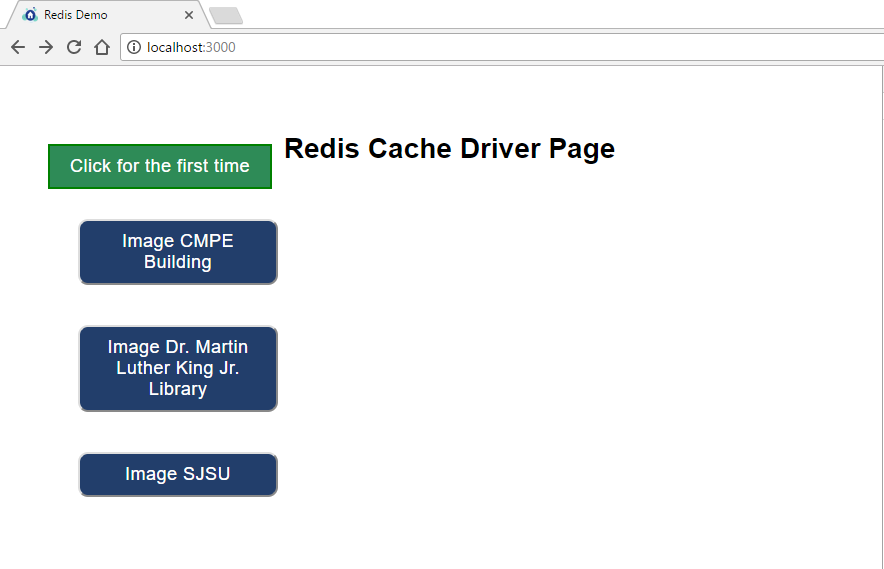 Redis Demo
localhost:3000
Redis Cache Driver Page
Click for the first time
Image CMPE
Building
Image Dr. Martin
Luther King Jr.
Library
Image SJSU